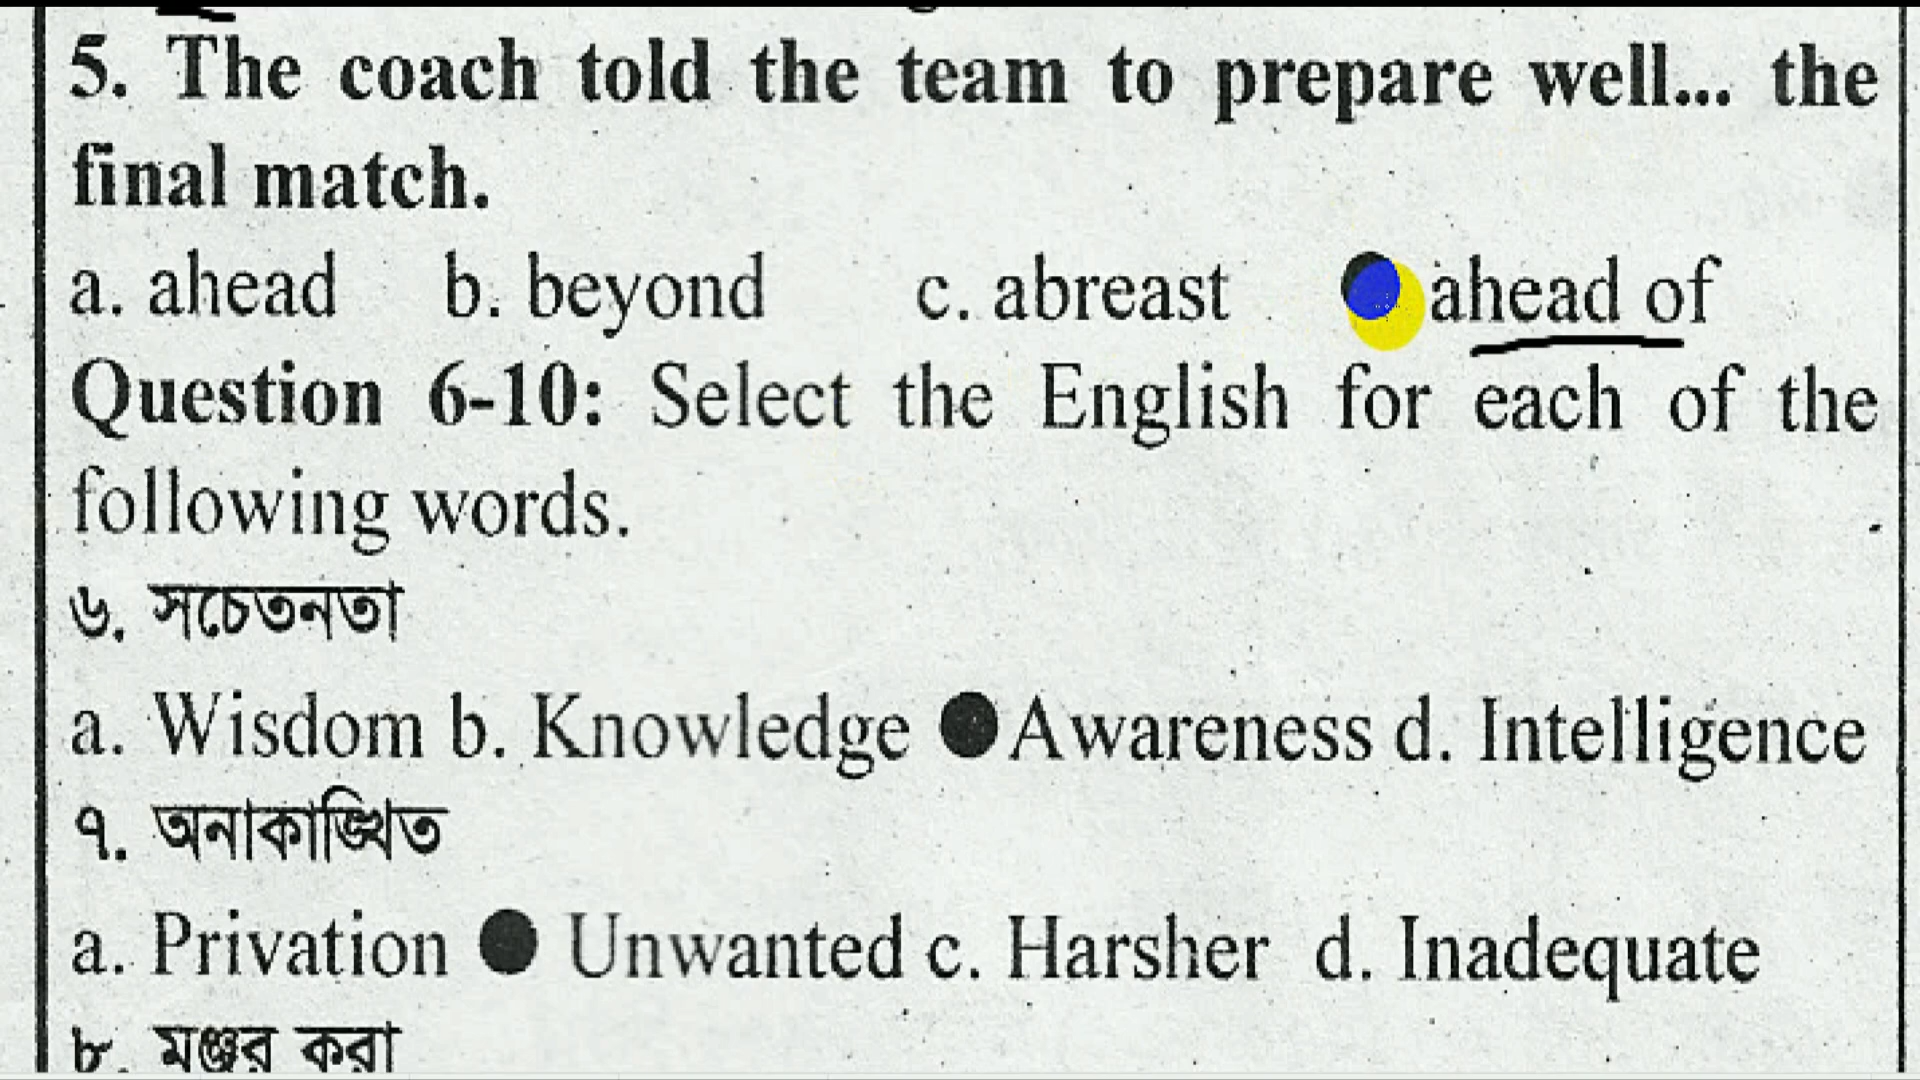 5. The coach told the team to prepare well... the
final match.
a. ahead b. beyond c. abreast ● ahead of
Question 6-10: Select the English for each of the
following words.
৬. সচেতনতা
a. Wisdom b. Knowledge ● Awareness d. Intelligence
৭. অনাকাঙ্খিত
a. Privation ● Unwanted c. Harsher d. Inadequate
৮. মঞ্জুর করা